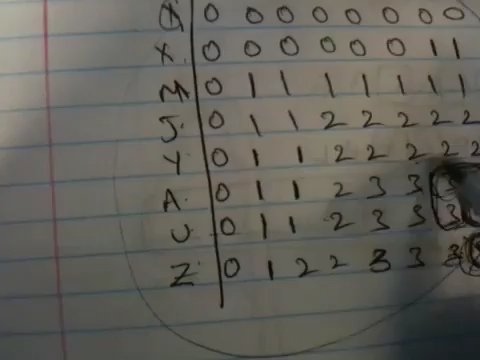 Ø 0 0 0 0 0 0 0 0
X. 0 0 0 0 0 0 1 1
M 0 1 1 1 1 1 1 1
J. 0 1 1 2 2 2 2 2
Y. 0 1 1 2 2 2 2 2
A. 0 1 1 2 3 3 3
U. 0 1 1 2 3 3 3
Z. 0 1 2 2 3 3 3